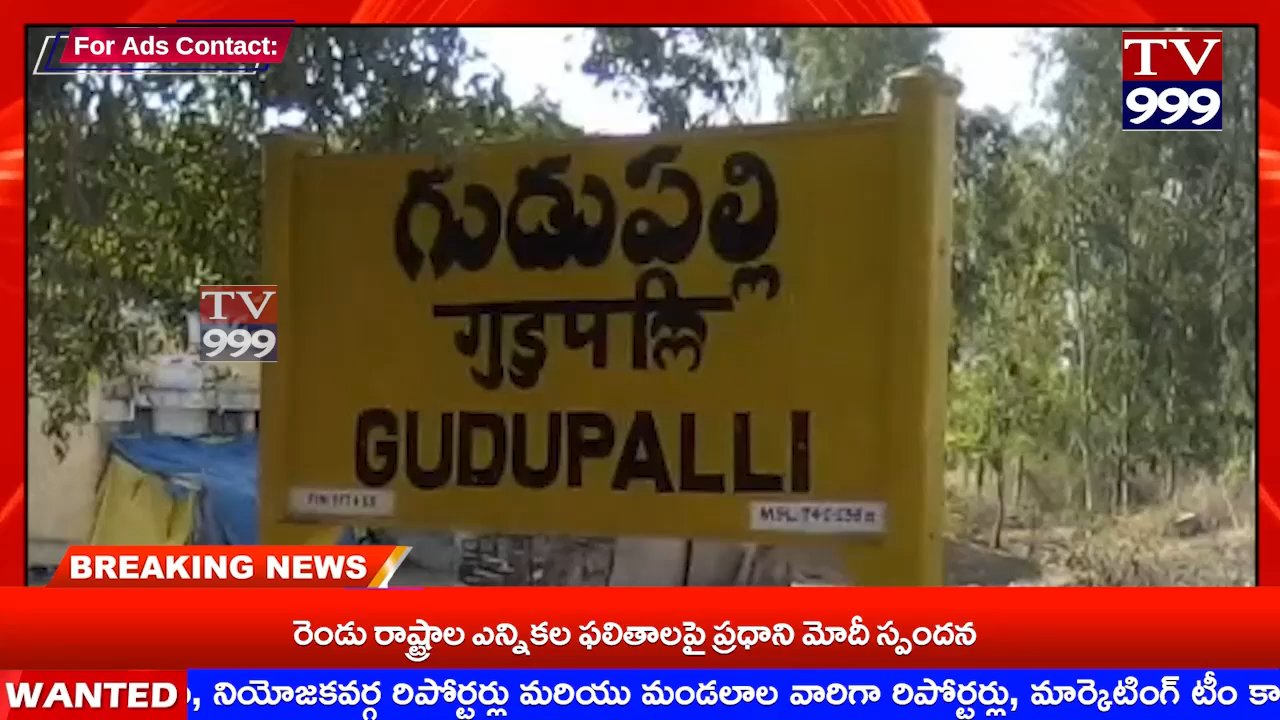 For Ads Contact:
TV
999
గుడుపల్లి
गुडुपल्लि
TV
999
GUDUPALLI
BREAKING NEWS
రెండు రాష్ట్రాల ఎన్నికల ఫలితాలపై ప్రధాని మోదీ స్పందన
WANTED
నియోజకవర్గ రిపోర్టర్లు మరియు మండలాల వారిగా రిపోర్టర్లు, మార్కెటింగ్ టీం కా